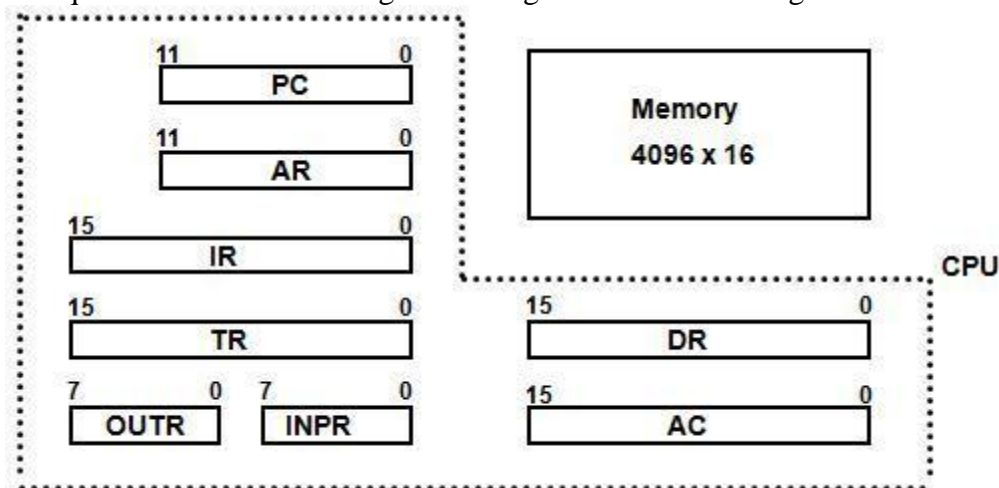 11 0
PC
11 0
AR
15 0
IR
15 0
TR
7 0 7 0
OUTR INPR
Memory
4096 x 16
CPU
15 0
DR
15 0
AC